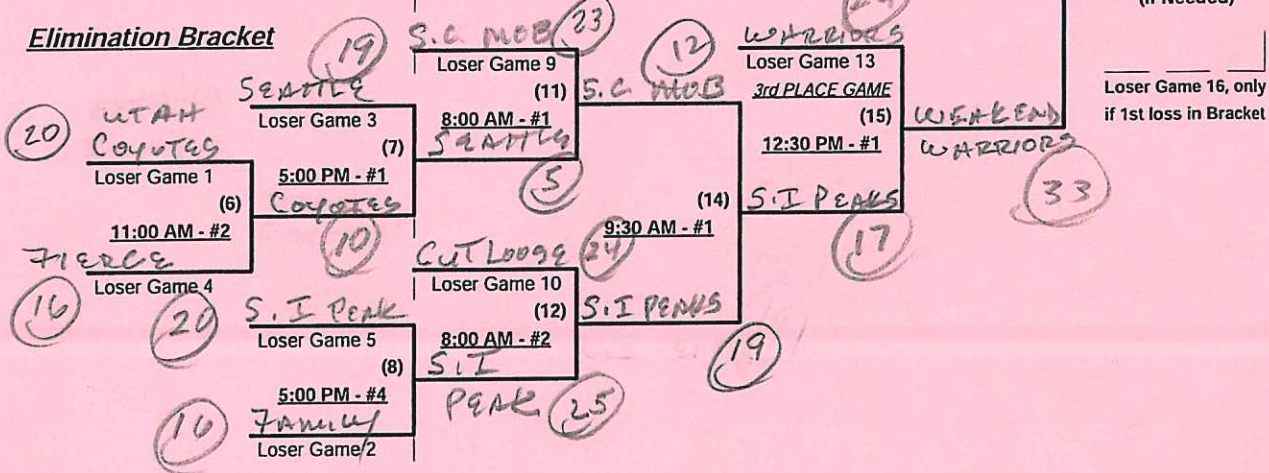 (If Needed)
Elimination Bracket
19
S.C. MOB
23
12
WARRIORS
Loser Game 9
Loser Game 13
SEATTLE
(11)
S.C. MOB
3rd PLACE GAME
Loser Game 16, only
if 1st loss in Bracket
UTAH
20
COYOTES
Loser Game 3
8:00 AM - #1
(15)
WEAKEND
WARRIORS
Loser Game 1
(7)
SEATTLE
12:30 PM - #1
5:00 PM - #1
5
33
(6)
COYOTES
(14)
S.I PEAKS
11:00 AM - #2
10
9:30 AM - #1
17
FIERCE
CUTLOOSE
24
Loser Game 4
Loser Game 10
16
20
S.I PEAK
(12)
S.I PEAKS
Loser Game 5
8:00 AM - #2
19
(8)
S.I
PEAK
25
5:00 PM - #4
16
FAMILY
Loser Game 2